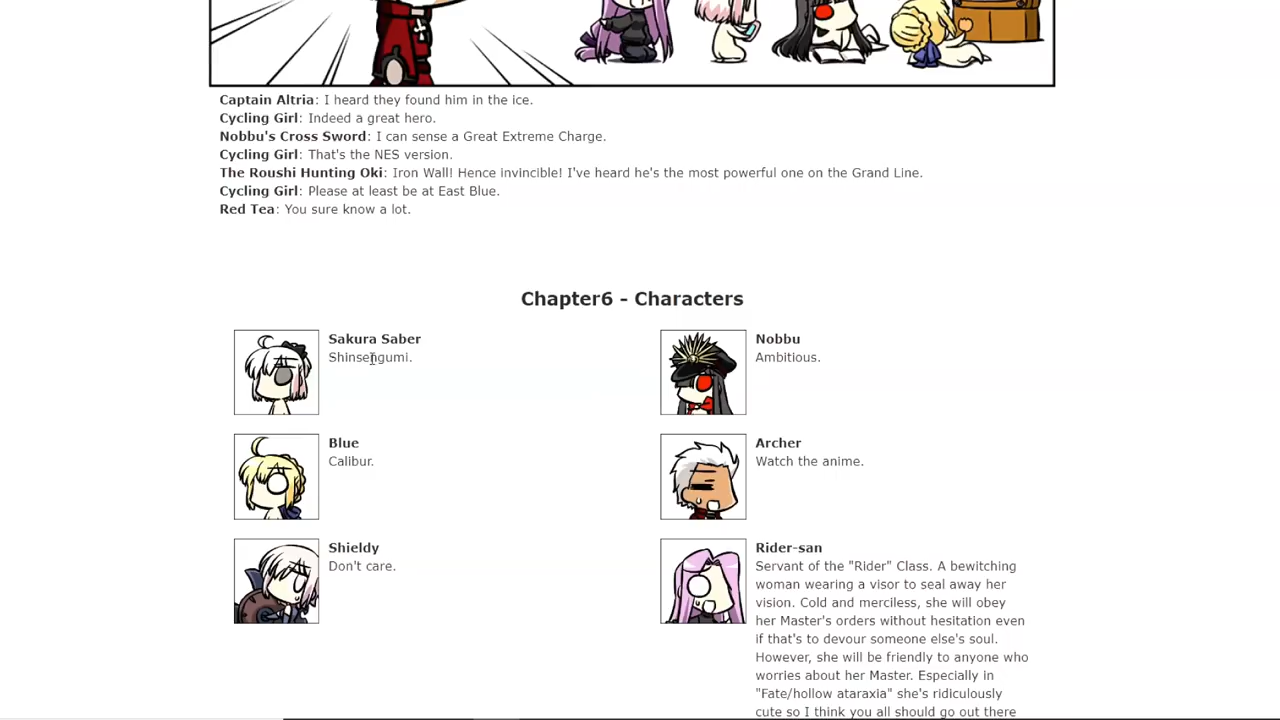 Captain Altria: I heard they found him in the ice.
Cycling Girl: Indeed a great hero.
Nobbu's Cross Sword: I can sense a Great Extreme Charge.
Cycling Girl: That's the NES version.
The Roushi Hunting Oki: Iron Wall! Hence invincible! I've heard he's the most powerful one on the Grand Line.
Cycling Girl: Please at least be at East Blue.
Red Tea: You sure know a lot.
Chapter6 - Characters
Sakura Saber
Shinsengumi.
Nobbu
Ambitious.
Blue
Calibur.
Archer
Watch the anime.
Shieldy
Don't care.
Rider-san
Servant of the "Rider" Class. A bewitching
woman wearing a visor to seal away her
vision. Cold and merciless, she will obey
her Master's orders without hesitation even
if that's to devour someone else's soul.
However, she will be friendly to anyone who
worries about her Master. Especially in
"Fate/hollow ataraxia" she's ridiculously
cute so I think you all should go out there